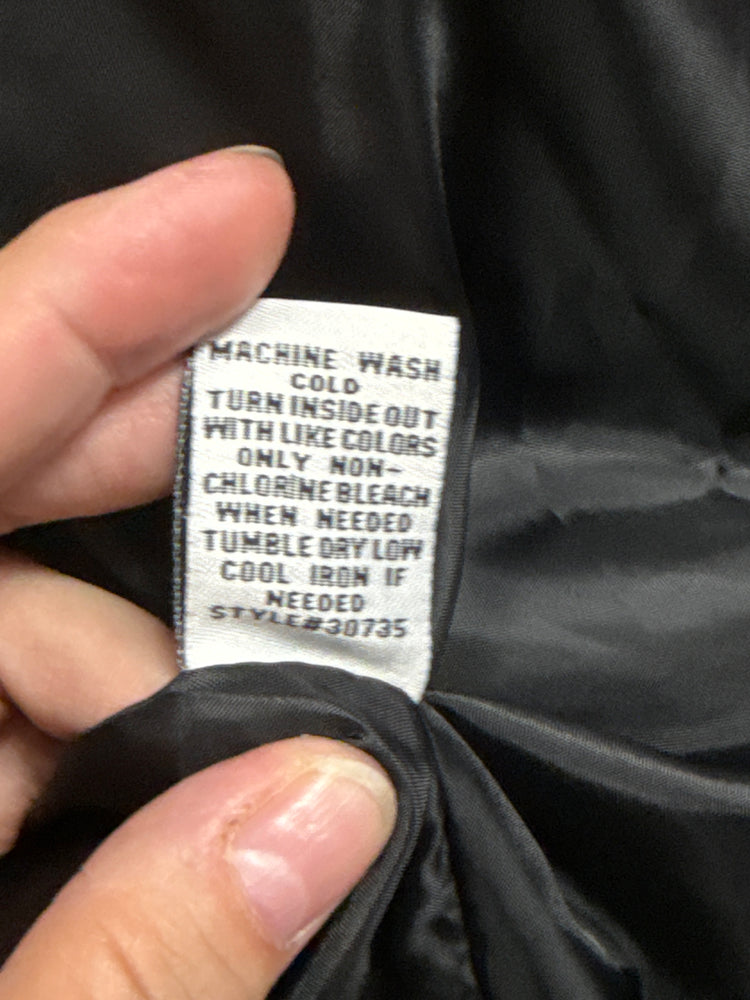 MACHINE WASH
COLD
TURN INSIDE OUT
WITH LIKE COLORS
ONLY NON-
CHLORINE BLEACH
WHEN NEEDED
TUMBLE DRY LOW
COOL IRON IF
NEEDED
STYLE#30735